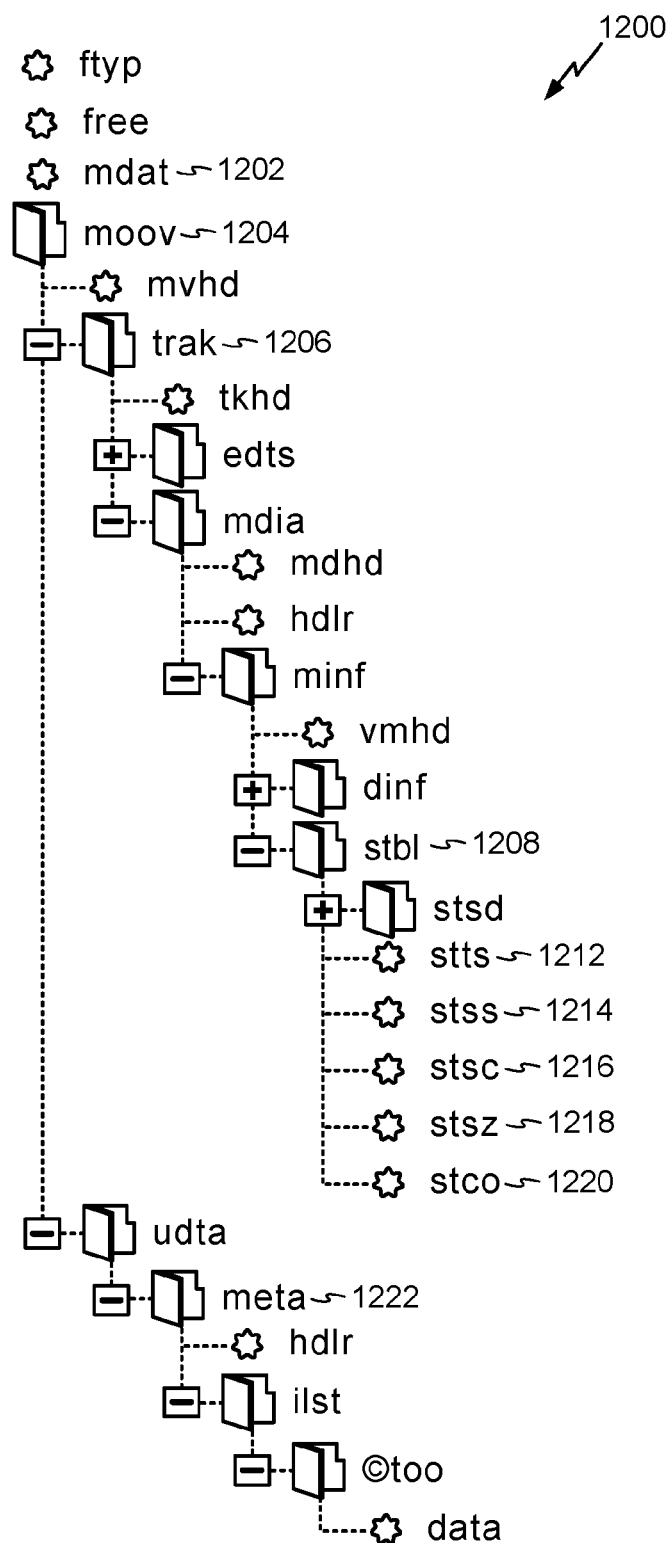 1200
ftyp
free
mdat 1202
moov 1204
mvhd
trak 1206
tkhd
edts
mdia
mdhd
hdlr
minf
vmhd
dinf
stbl 1208
stsd
stts 1212
stss 1214
stsc 1216
stsz 1218
stco 1220
udta
meta 1222
hdlr
ilst
©too
data